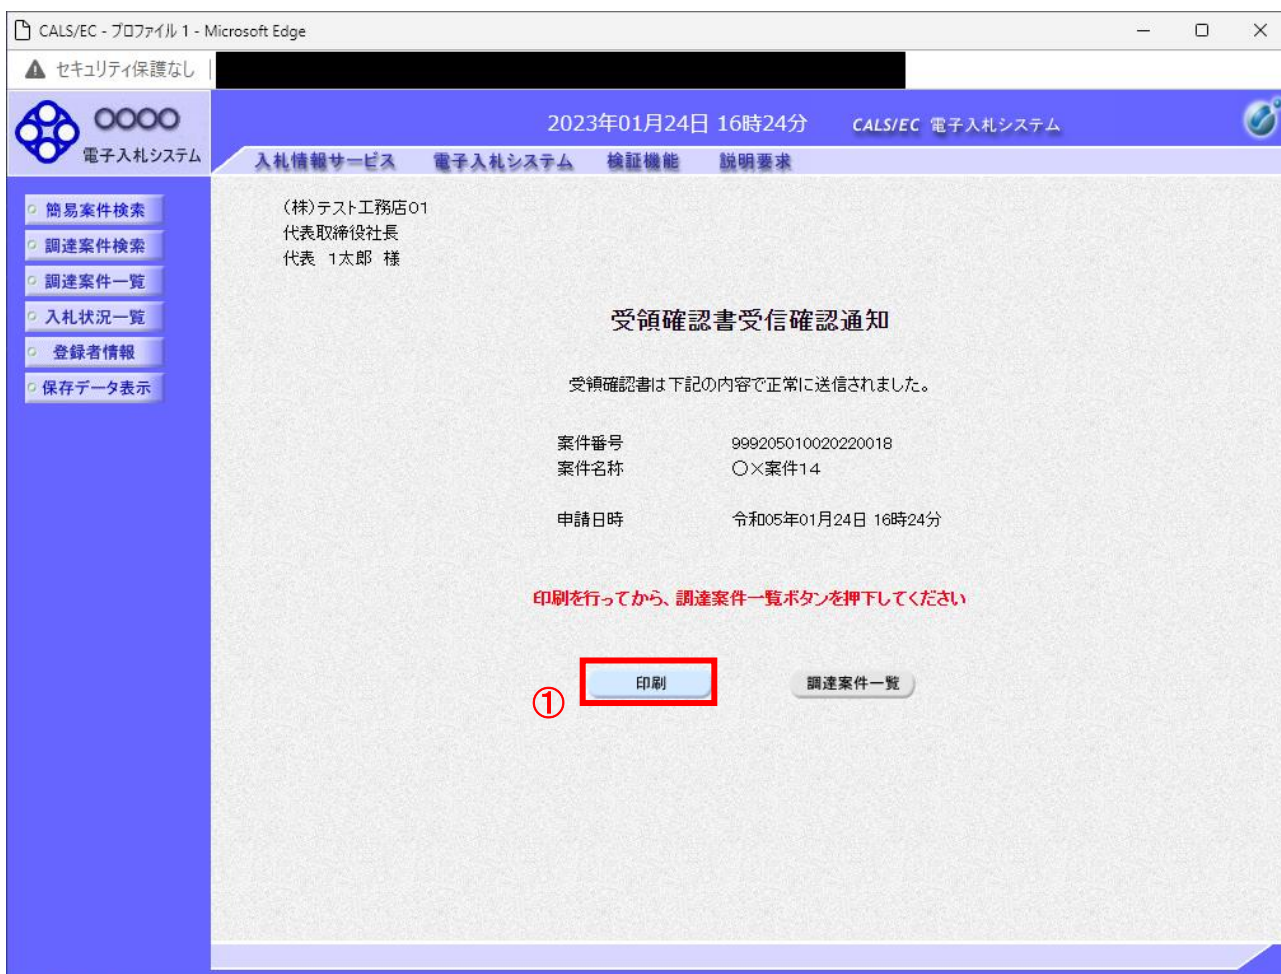 CALS/EC - プロファイル 1 - Microsoft Edge
セキュリティ保護なし
○○○○
電子入札システム
2023年01月24日 16時24分
CALS/EC 電子入札システム
入札情報サービス 電子入札システム 検証機能 説明要求
簡易案件検索
調達案件検索
調達案件一覧
入札状況一覧
登録者情報
保存データ表示
(株)テスト工務店01
代表取締役社長
代表 1太郎 様
受領確認書受信確認通知
受領確認書は下記の内容で正常に送信されました。
案件番号 999205010020220018
案件名称 ○×案件14
申請日時 令和05年01月24日 16時24分
印刷を行ってから、調達案件一覧ボタンを押下してください
① 印刷 調達案件一覧